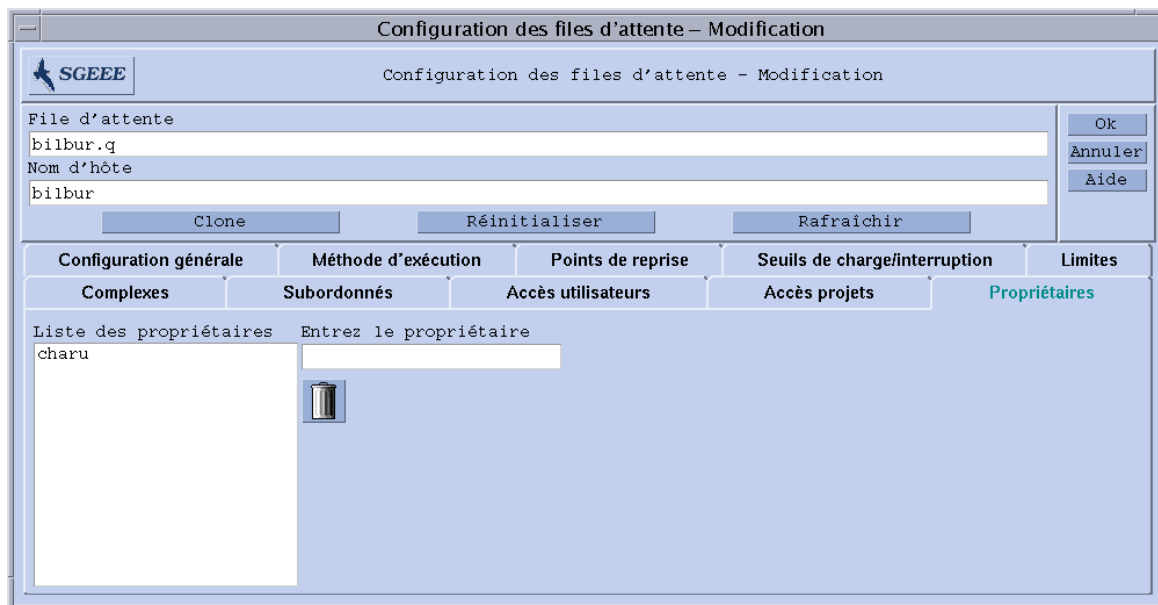 Configuration des files d'attente – Modification
SGEEE
Configuration des files d'attente – Modification
File d'attente
bilbur.q
Nom d'hôte
bilbur
Clone Réinitialiser Rafraîchir
Ok
Annuler
Aide
Configuration générale Méthode d'exécution Points de reprise Seuils de charge/interruption Limites
Complexes Subordonnés Accès utilisateurs Accès projets Propriétaires
Liste des propriétaires Entrez le propriétaire
charu